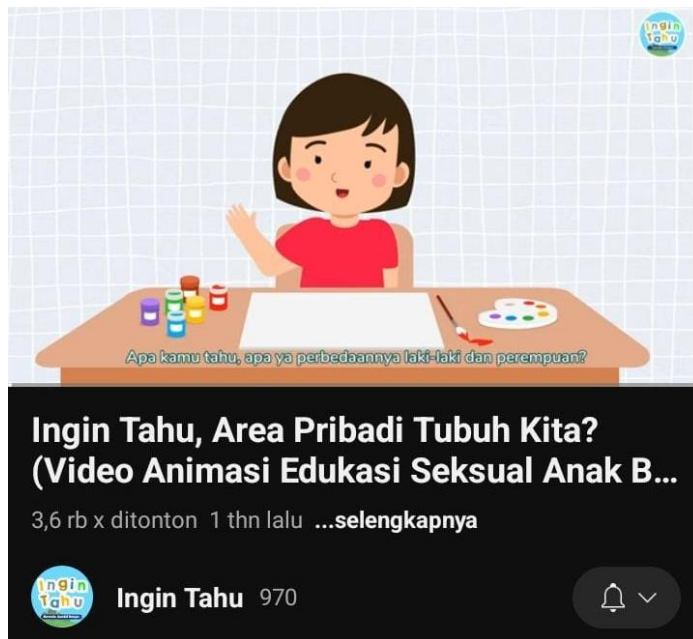 Ingin
Tahu
Apa kamu tahu, apa ya perbedaannya laki-laki dan perempuan?
Ingin Tahu, Area Pribadi Tubuh Kita?
(Video Animasi Edukasi Seksual Anak B...
3,6 rb x ditonton 1 thn lalu ...selengkapnya
Ingin
Tahu
Ingin Tahu 970